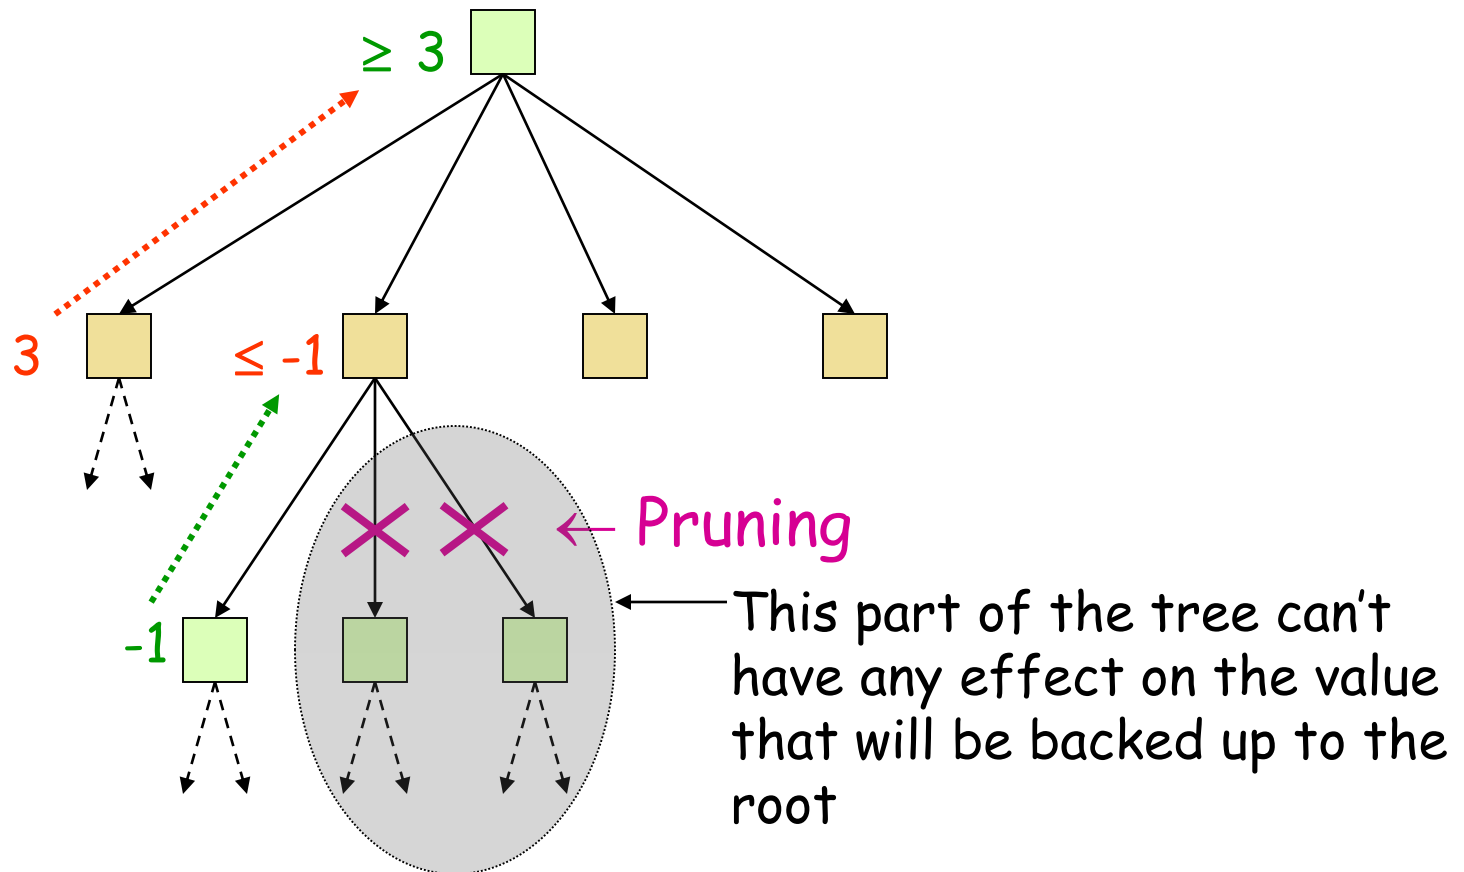 ≥ 3
3
≤ -1
Pruning
-1
This part of the tree can't
have any effect on the value
that will be backed up to the
root